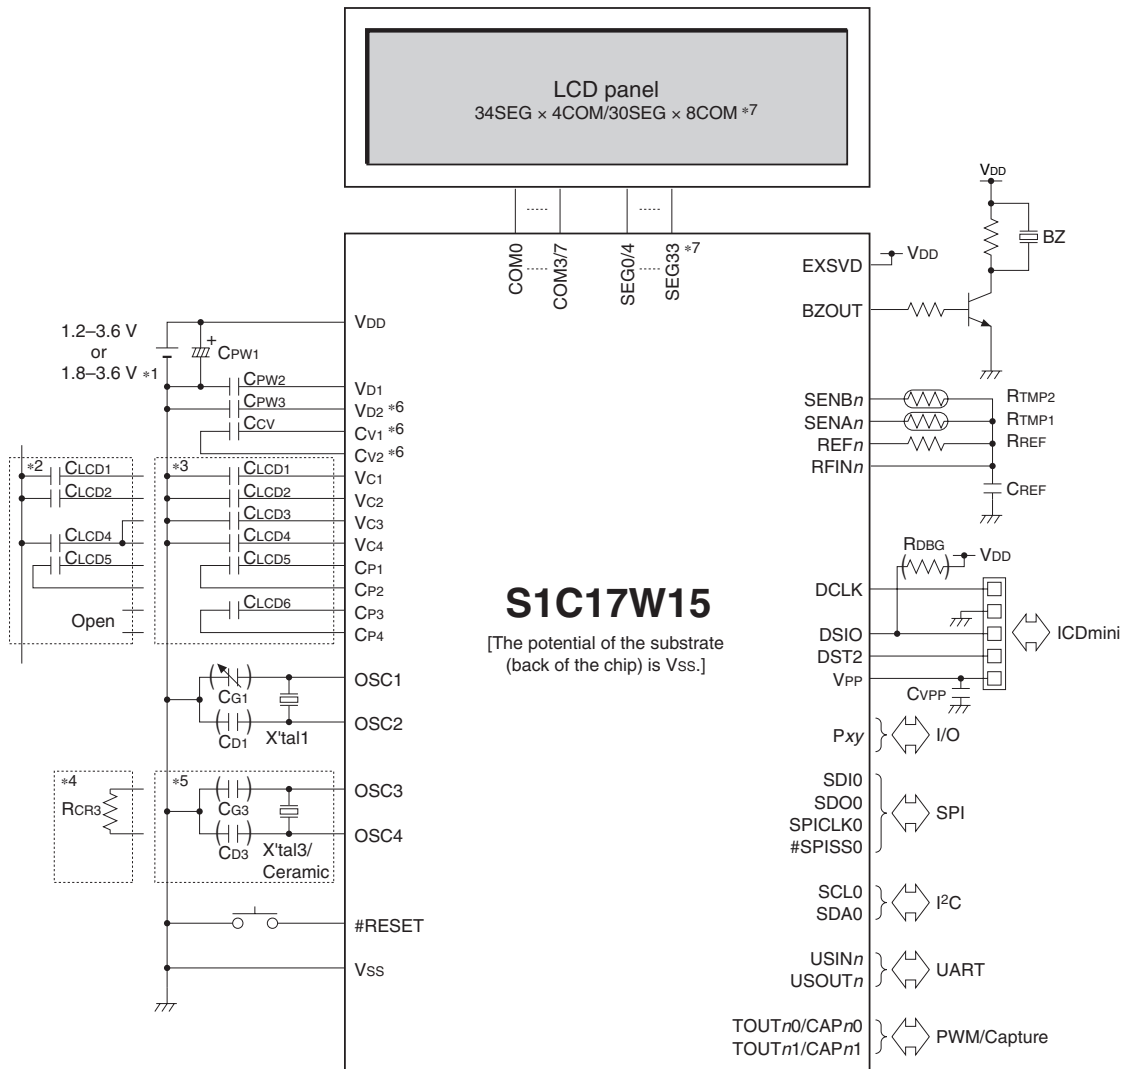 LCD panel
34SEG × 4COM/30SEG × 8COM *7
COM0
COM3/7
SEG0/4
SEG33
*7
1.2–3.6 V
or
1.8–3.6 V *1
+
CPW1
CPW2
CPW3
CCV
VDD
VD1
VD2 *6
CV1 *6
CV2 *6
*2
CLCD1
CLCD2
CLCD4
CLCD5
Open
*3
CLCD1
CLCD2
CLCD3
CLCD4
CLCD5
CLCD6
VC1
VC2
VC3
VC4
CP1
CP2
CP3
CP4
CG1
CD1
X'tal1
OSC1
OSC2
*4
RCR3
*5
CG3
CD3
X'tal3/
Ceramic
OSC3
OSC4
#RESET
VSS
S1C17W15
[The potential of the substrate
(back of the chip) is VSS.]
VDD
BZ
EXSVD
VDD
BZOUT
SENBn
RTMP2
SENAn
RTMP1
REFn
RREF
RFINn
CREF
RDBG
VDD
DCLK
DSIO
DST2
VPP
CVPP
ICDmini
Pxy
I/O
SDI0
SDO0
SPICLK0
#SPISS0
SPI
SCL0
SDA0
I²C
USINn
USOUTn
UART
TOUTn0/CAPn0
TOUTn1/CAPn1
PWM/Capture